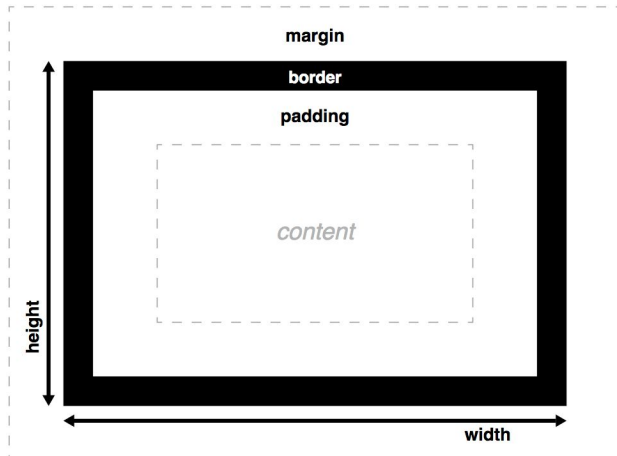 margin
border
padding
content
height
width